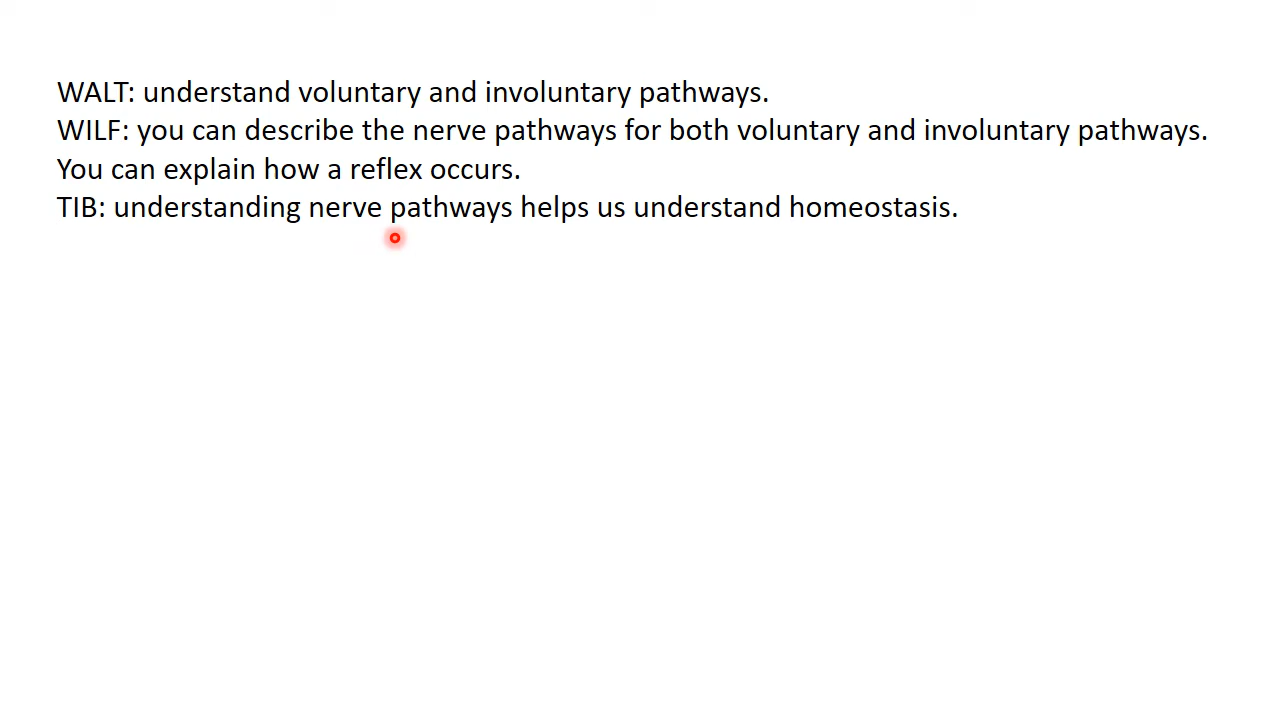 WALT: understand voluntary and involuntary pathways.
WILF: you can describe the nerve pathways for both voluntary and involuntary pathways.
You can explain how a reflex occurs.
TIB: understanding nerve pathways helps us understand homeostasis.